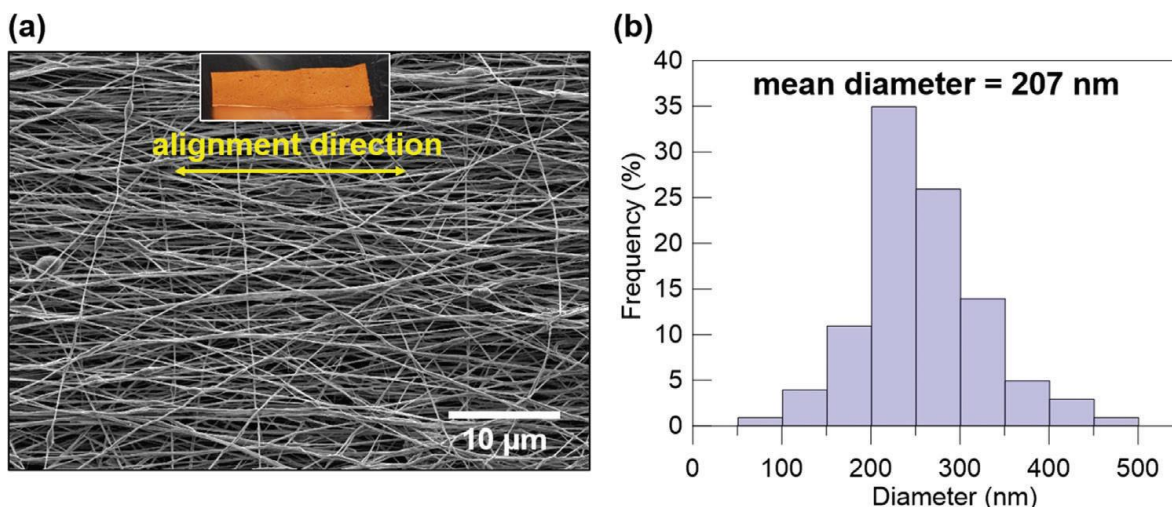 (a)
alignment direction
10 µm
(b)
mean diameter = 207 nm
Frequency (%)
40
35
30
25
20
15
10
5
0
0 100 200 300 400 500
Diameter (nm)